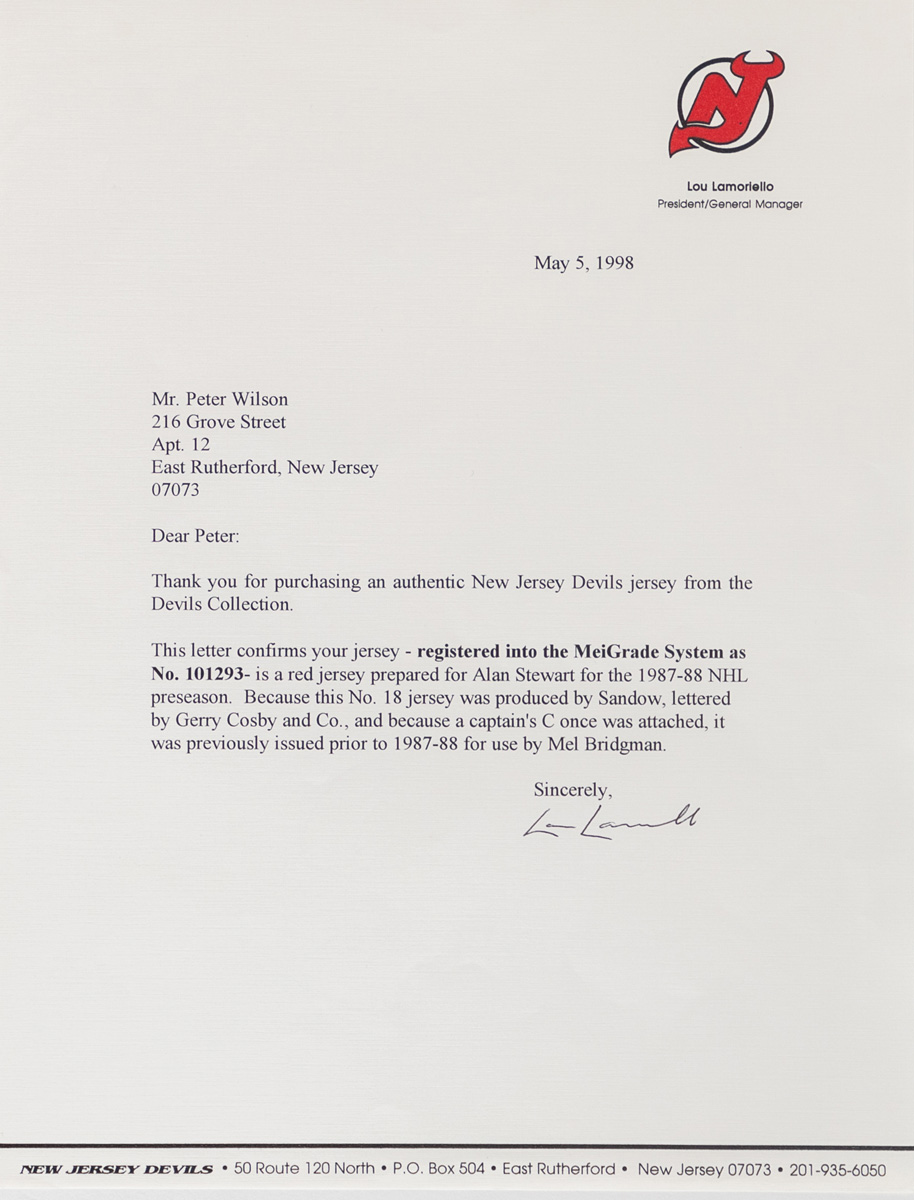 NJ
Lou Lamoriello
President/General Manager
May 5, 1998
Mr. Peter Wilson
216 Grove Street
Apt. 12
East Rutherford, New Jersey
07073
Dear Peter:
Thank you for purchasing an authentic New Jersey Devils jersey from the
Devils Collection.
This letter confirms your jersey - registered into the MeiGrade System as
No. 101293- is a red jersey prepared for Alan Stewart for the 1987-88 NHL
preseason. Because this No. 18 jersey was produced by Sandow, lettered
by Gerry Cosby and Co., and because a captain's C once was attached, it
was previously issued prior to 1987-88 for use by Mel Bridgman.
Sincerely,
NEW JERSEY DEVILS • 50 Route 120 North • P.O. Box 504 • East Rutherford • New Jersey 07073 • 201-935-6050